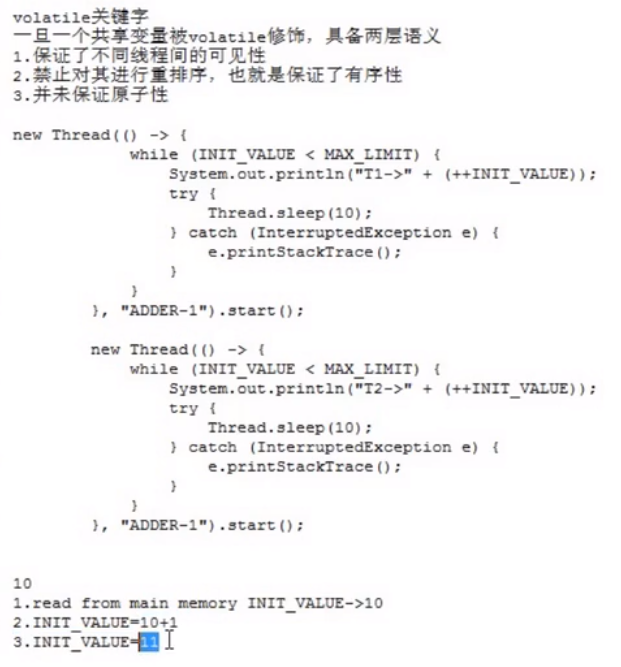 volatile关键字
一旦一个共享变量被volatile修饰，具备两层语义
1.保证了不同线程间的可见性
2.禁止对其进行重排序，也就是保证了有序性
3.并未保证原子性
new Thread(() -> {
while (INIT_VALUE < MAX_LIMIT) {
System.out.println("T1->" + (++INIT_VALUE));
try {
Thread.sleep(10);
} catch (InterruptedException e) {
e.printStackTrace();
}
}
}, "ADDER-1").start();
new Thread(() -> {
while (INIT_VALUE < MAX_LIMIT) {
System.out.println("T2->" + (++INIT_VALUE));
try {
Thread.sleep(10);
} catch (InterruptedException e) {
e.printStackTrace();
}
}
}, "ADDER-1").start();
10
1.read from main memory INIT_VALUE->10
2.INIT_VALUE=10+1
3.INIT_VALUE=11